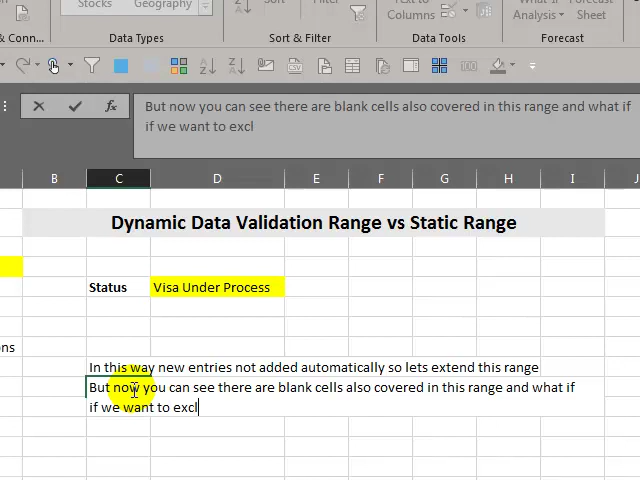 Stocks Geography Sort Filter Text to Columns What-If Analysis Forecast Sheet
& Conn... Data Types Sort & Filter Data Tools Forecast
But now you can see there are blank cells also covered in this range and what if
if we want to excl
B C D E F G H I J
Dynamic Data Validation Range vs Static Range
Status Visa Under Process
ons
In this way new entries not added automatically so lets extend this range
But now you can see there are blank cells also covered in this range and what if
if we want to excl